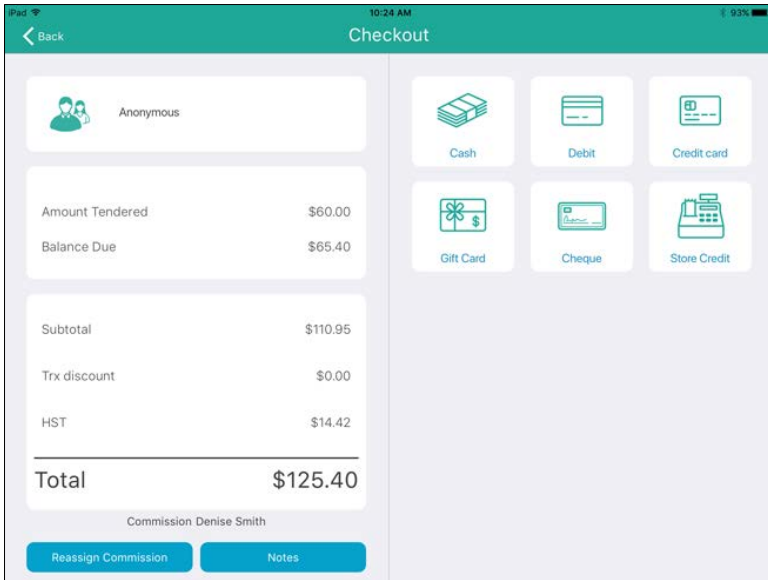 iPad 10:24 AM 93%
Back Checkout
Anonymous
Amount Tendered $60.00
Balance Due $65.40
Subtotal $110.95
Trx discount $0.00
HST $14.42
Total $125.40
Commission Denise Smith
Reassign Commission Notes
Cash Debit Credit card
$
Gift Card Cheque Store Credit